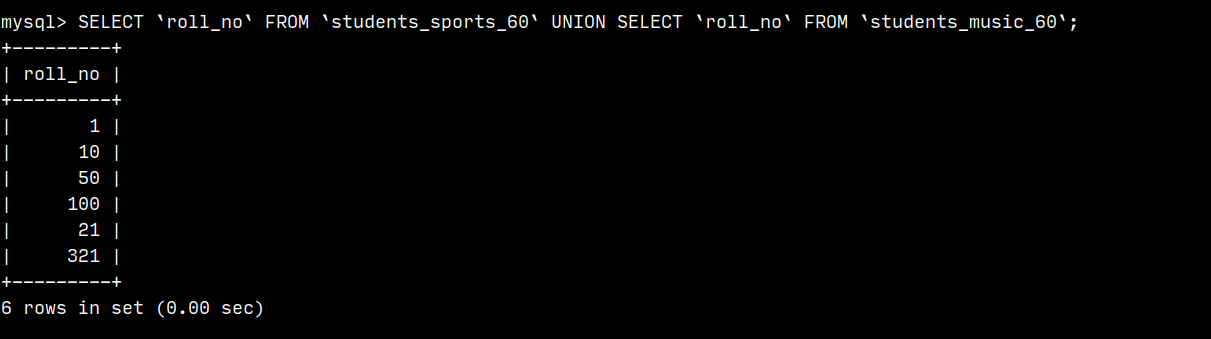 mysql> SELECT `roll_no` FROM `students_sports_60` UNION SELECT `roll_no` FROM `students_music_60`;
+---------+
| roll_no |
+---------+
|       1 |
|      10 |
|      50 |
|     100 |
|      21 |
|     321 |
+---------+
6 rows in set (0.00 sec)